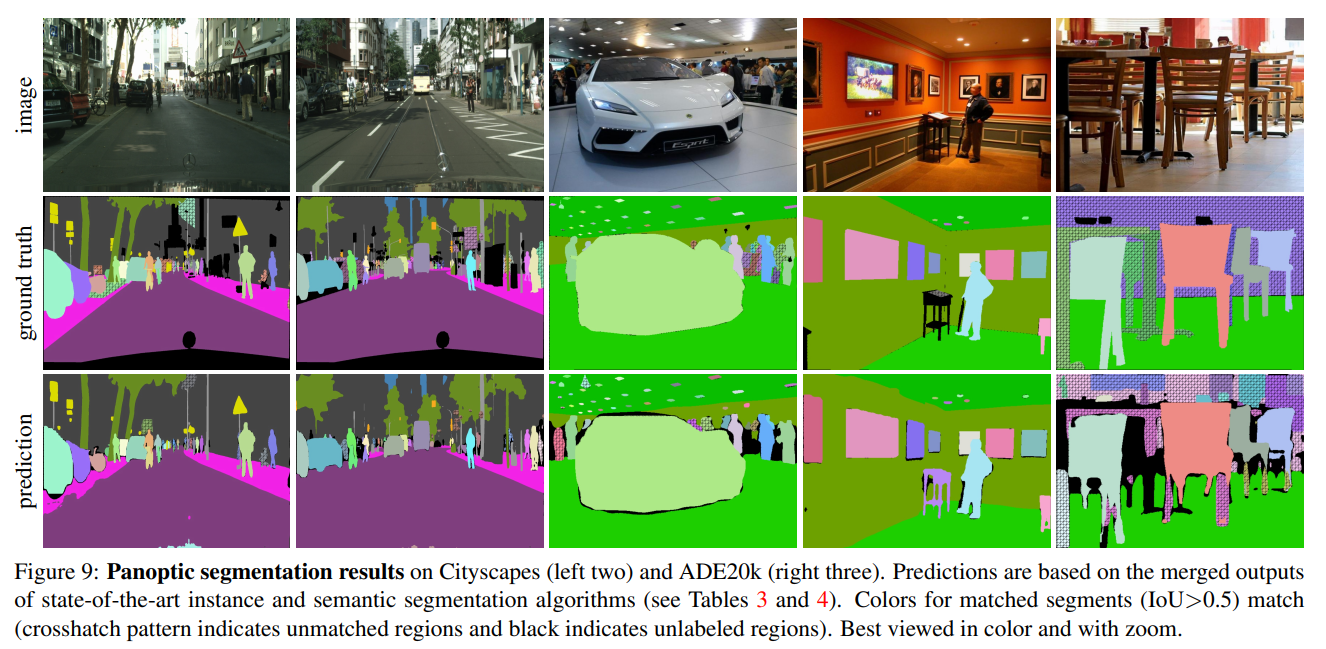 image
Esprit
ground truth
prediction
Figure 9: Panoptic segmentation results on Cityscapes (left two) and ADE20k (right three). Predictions are based on the merged outputs
of state-of-the-art instance and semantic segmentation algorithms (see Tables 3 and 4). Colors for matched segments (IoU>0.5) match
(crosshatch pattern indicates unmatched regions and black indicates unlabeled regions). Best viewed in color and with zoom.